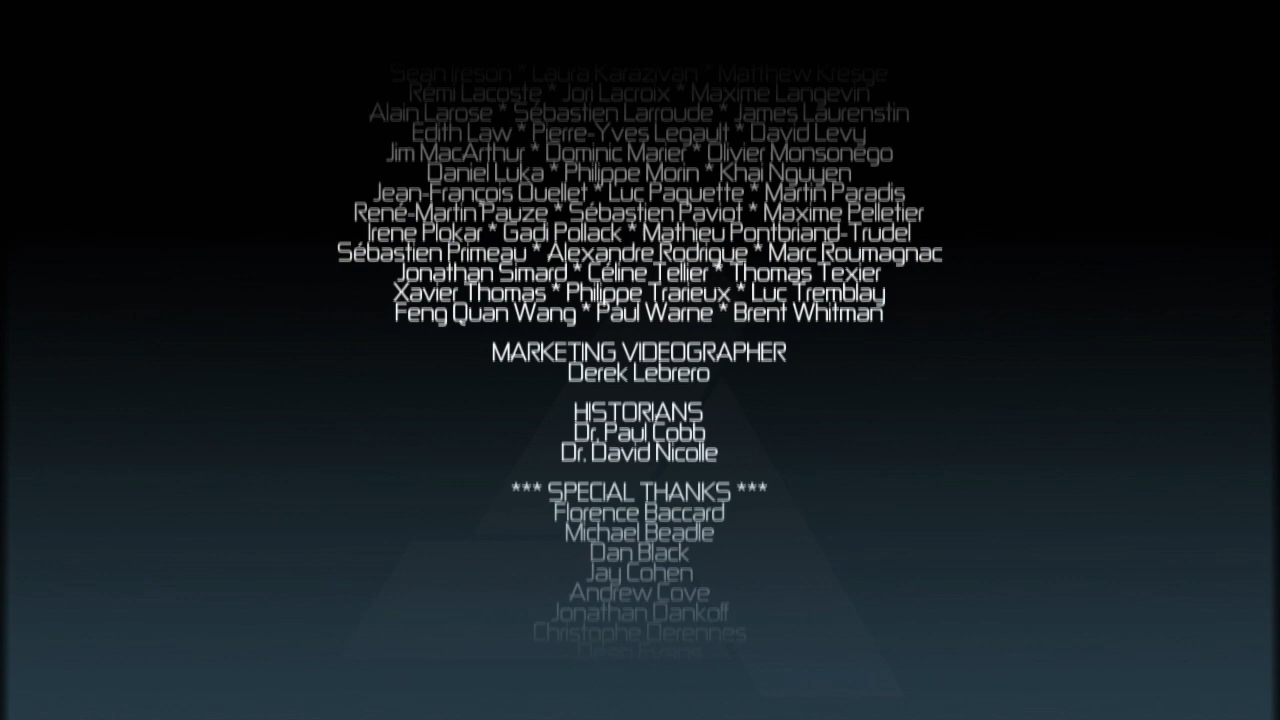 Sean Ireson * Laura Karazivan * Matthew Kresge
Rémi Lacoste * Jori Lacroix * Maxime Langevin
Alain Larose * Sébastien Larroude * James Laurenstin
Edith Law * Pierre-Yves Legault * David Levy
Jim MacArthur * Dominic Marier * Olivier Monsonégo
Daniel Luka * Philippe Morin * Khai Nguyen
Jean-François Ouellet * Luc Paquette * Martin Paradis
René-Martin Pauze * Sébastien Paviot * Maxime Pelletier
Irene Plokar * Gadi Pollack * Mathieu Pontbriand-Trudel
Sébastien Primeau * Alexandre Rodrigue * Marc Roumagnac
Jonathan Simard * Céline Tellier * Thomas Texier
Xavier Thomas * Philippe Trarieux * Luc Tremblay
Feng Quan Wang * Paul Warne * Brent Whitman
MARKETING VIDEOGRAPHER
Derek Lebrero
HISTORIANS
Dr. Paul Cobb
Dr. David Nicolle
*** SPECIAL THANKS ***
Florence Baccard
Michael Beadle
Dan Black
Jay Cohen
Andrew Cove
Jonathan Dankoff
Christophe Derennes